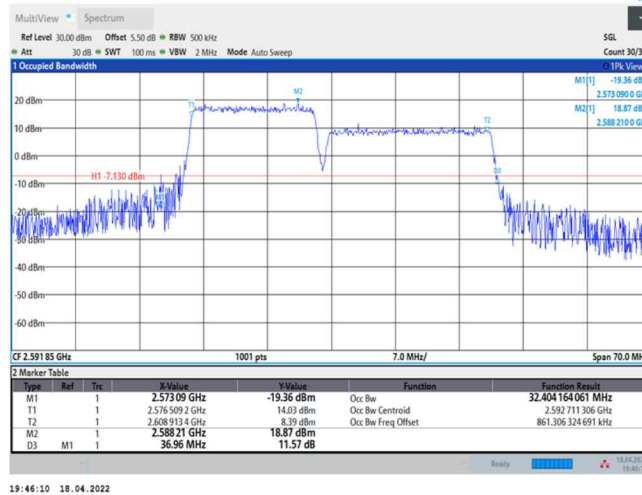 MultiView Spectrum
Ref Level 30.00 dBm Offset 5.50 dB RBW 500 kHz SGL
Att 30 dB SWT 100 ms VBW 2 MHz Mode Auto Sweep Count 30/3
1 Occupied Bandwidth 1Pk View
M1[1] -19.36 dB
2.573 090 0 G
M2[1] 18.87 dB
2.588 210 0 G
M2
T1
T2
20 dBm
10 dBm
0 dBm
D3
H1 -7.130 dBm
-10 dBm
-20 dBm
-30 dBm
-40 dBm
-50 dBm
-60 dBm
CF 2.591 85 GHz 1001 pts 7.0 MHz/ Span 70.0 MH
2 Marker Table
Type Ref Trc X-Value Y-Value Function Function Result
M1 1 2.573 09 GHz -19.36 dBm Occ Bw 32.404 164 061 MHz
T1 1 2.576 509 2 GHz 14.03 dBm Occ Bw Centroid 2.592 711 306 GHz
T2 1 2.608 913 4 GHz 8.39 dBm Occ Bw Freq Offset 861.306 324 691 kHz
M2 1 2.588 21 GHz 18.87 dBm
D3 M1 1 36.96 MHz 11.57 dB
Ready 18.04.20
19:46:
19:46:10 18.04.2022